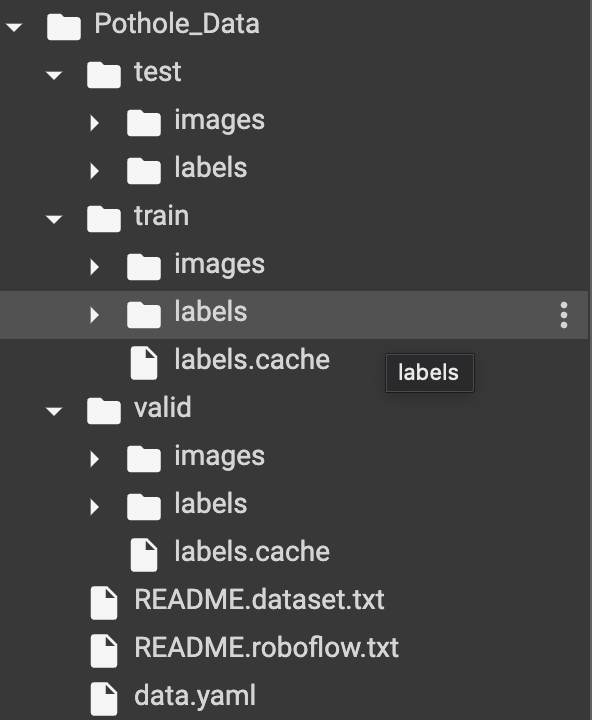 Pothole_Data
test
images
labels
train
images
labels
labels.cache
labels
valid
images
labels
labels.cache
README.dataset.txt
README.roboflow.txt
data.yaml